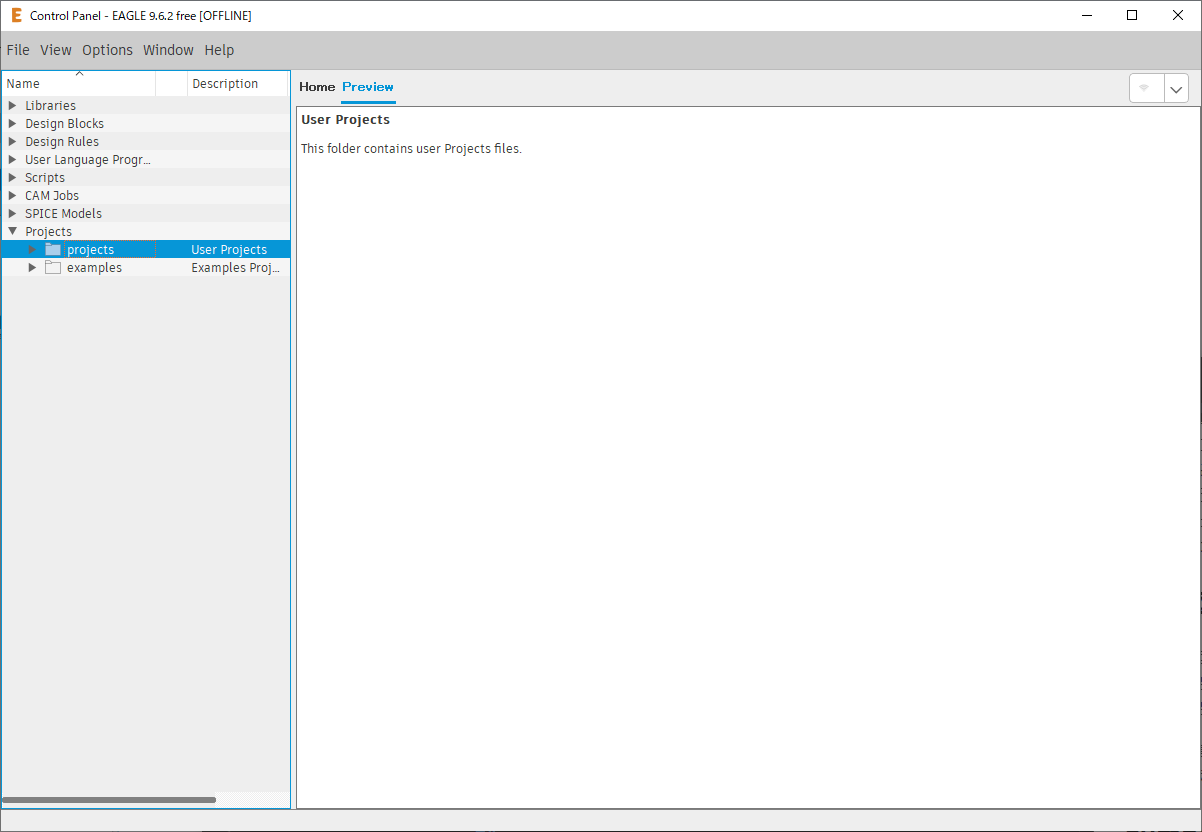 E Control Panel - EAGLE 9.6.2 free [OFFLINE]
File View Options Window Help
Name Description
Home Preview
Libraries
Design Blocks
Design Rules
User Language Progr...
Scripts
CAM Jobs
SPICE Models
Projects
projects User Projects
examples Examples Proj...
User Projects
This folder contains user Projects files.